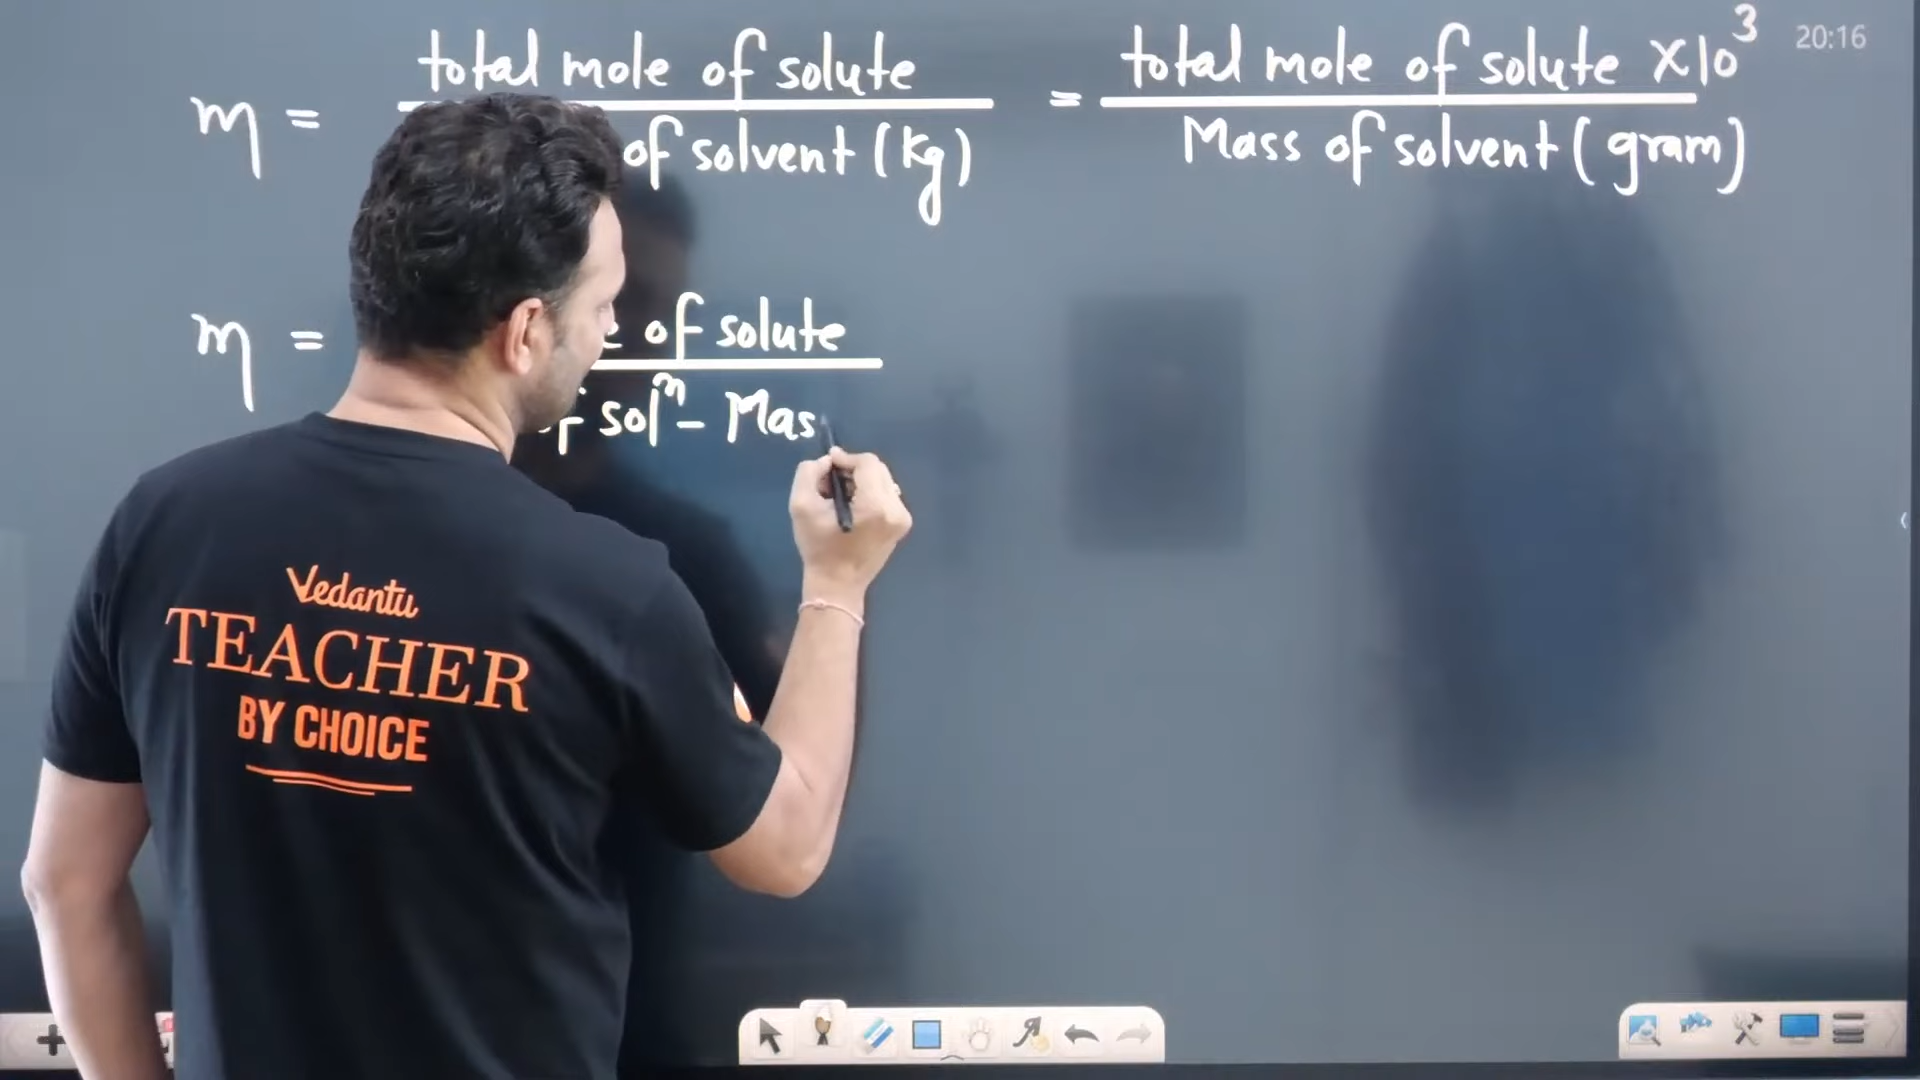 total mole of solute
total mole of solute ×10³
20:16
m =
of solvent (kg)
=
Mass of solvent (gram)
m =
of solute
solⁿ - Mas
Vedantu
TEACHER
BY CHOICE